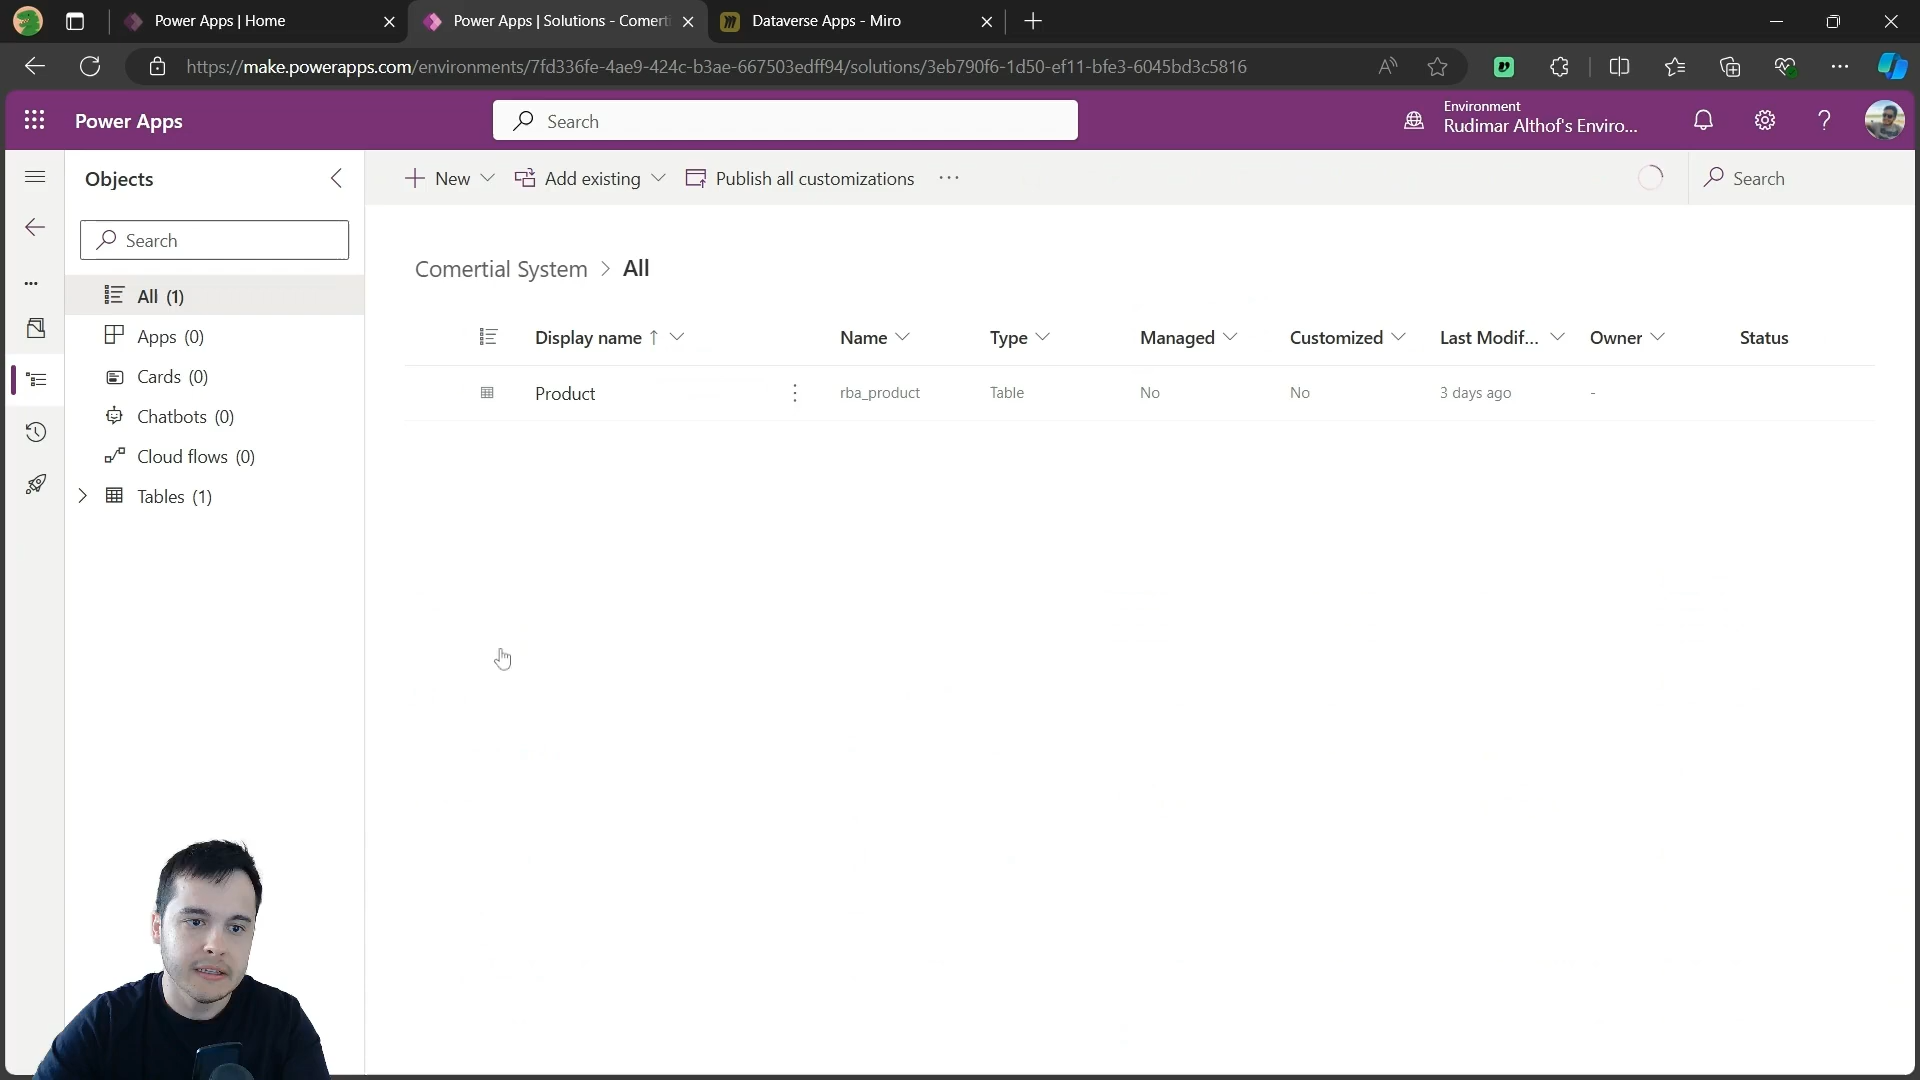 Power Apps | Home
Power Apps | Solutions - Comerti
Dataverse Apps - Miro
https://make.powerapps.com/environments/7fd336fe-4ae9-424c-b3ae-667503edff94/solutions/3eb790f6-1d50-ef11-bfe3-6045bd3c5816
Power Apps
Search
Environment
Rudimar Althof's Enviro...
Objects
New
Add existing
Publish all customizations
Search
Search
Comertial System > All
All (1)
Apps (0)
Cards (0)
Chatbots (0)
Cloud flows (0)
Tables (1)
Display name Name Type Managed Customized Last Modif... Owner Status
Product rba_product Table No No 3 days ago -